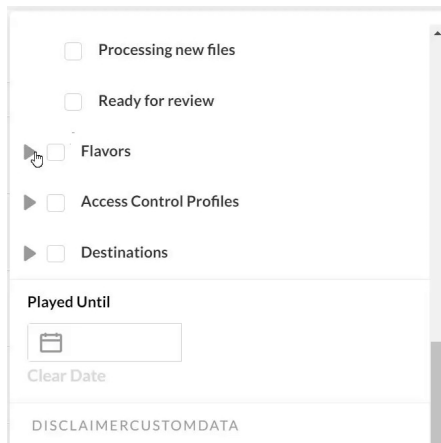 Processing new files
Ready for review
Flavors
Access Control Profiles
Destinations
Played Until
Clear Date
DISCLAIMERCUSTOMDATA